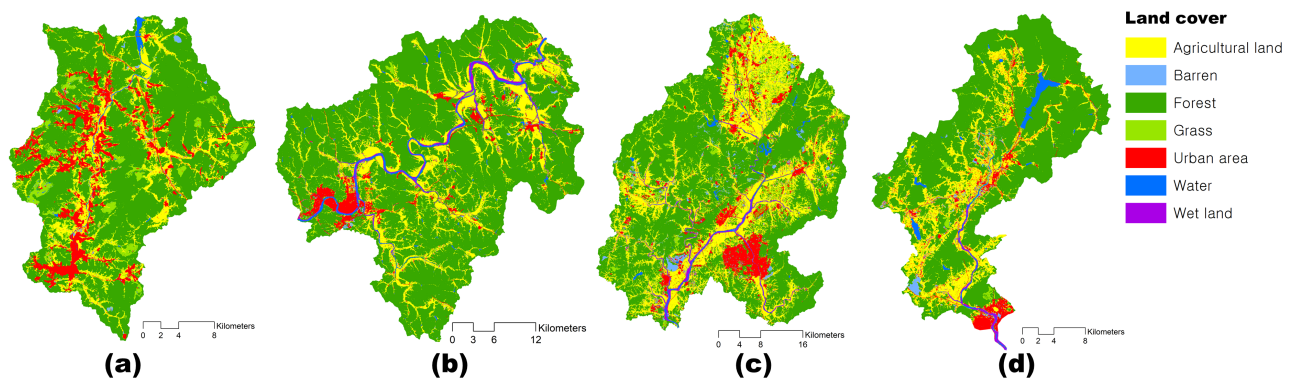 Land cover
Agricultural land
Barren
Forest
Grass
Urban area
Water
Wet land
Kilometers
0 2 4 8
(a)
Kilometers
0 3 6 12
(b)
Kilometers
0 4 8 16
(c)
Kilometers
0 2 4 8
(d)